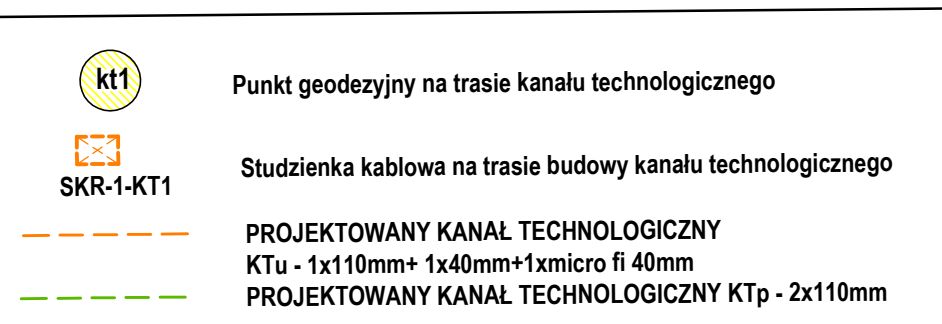 kt1
Punkt geodezyjny na trasie kanału technologicznego
Studzienka kablowa na trasie budowy kanału technologicznego
SKR-1-KT1
PROJEKTOWANY KANAŁ TECHNOLOGICZNY
KTu - 1x110mm+ 1x40mm+1xmicro fi 40mm
PROJEKTOWANY KANAŁ TECHNOLOGICZNY KTp - 2x110mm